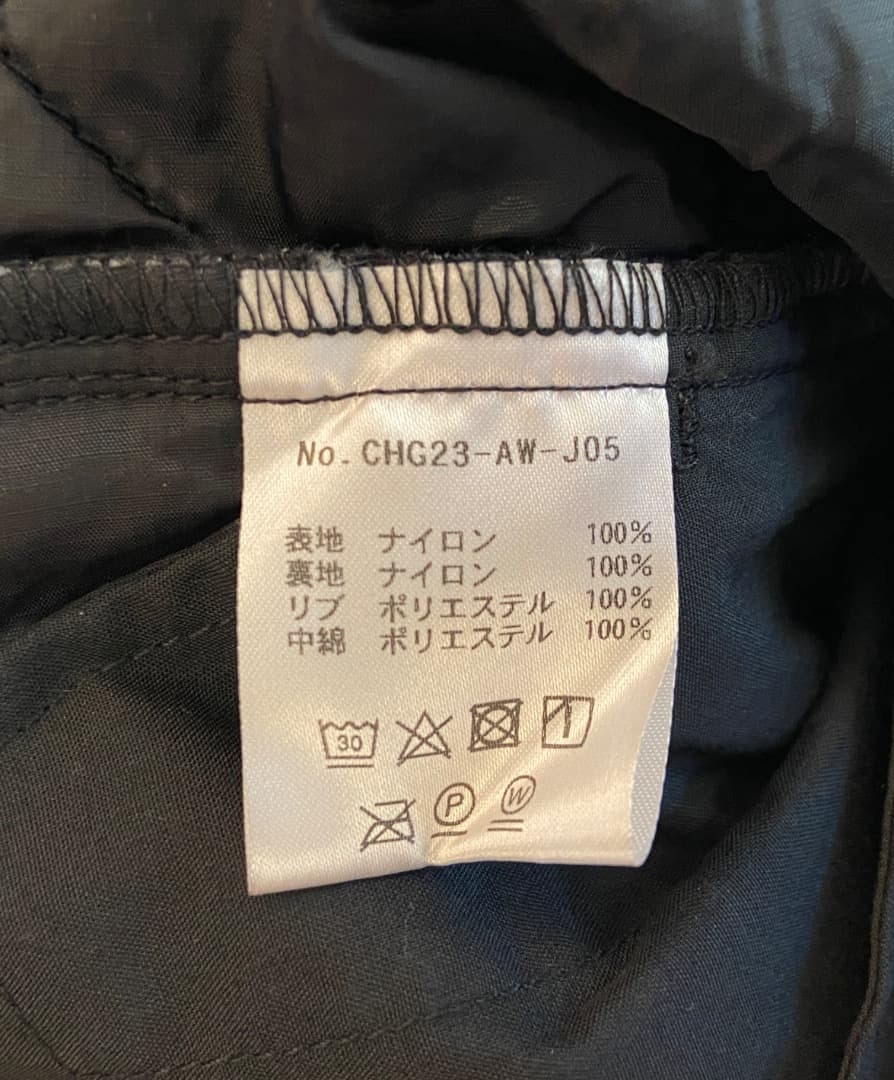 No. CHG23-AW-J05
表地 ナイロン 100%
裏地 ナイロン 100%
リブ ポリエステル 100%
中綿 ポリエステル 100%
30
P W